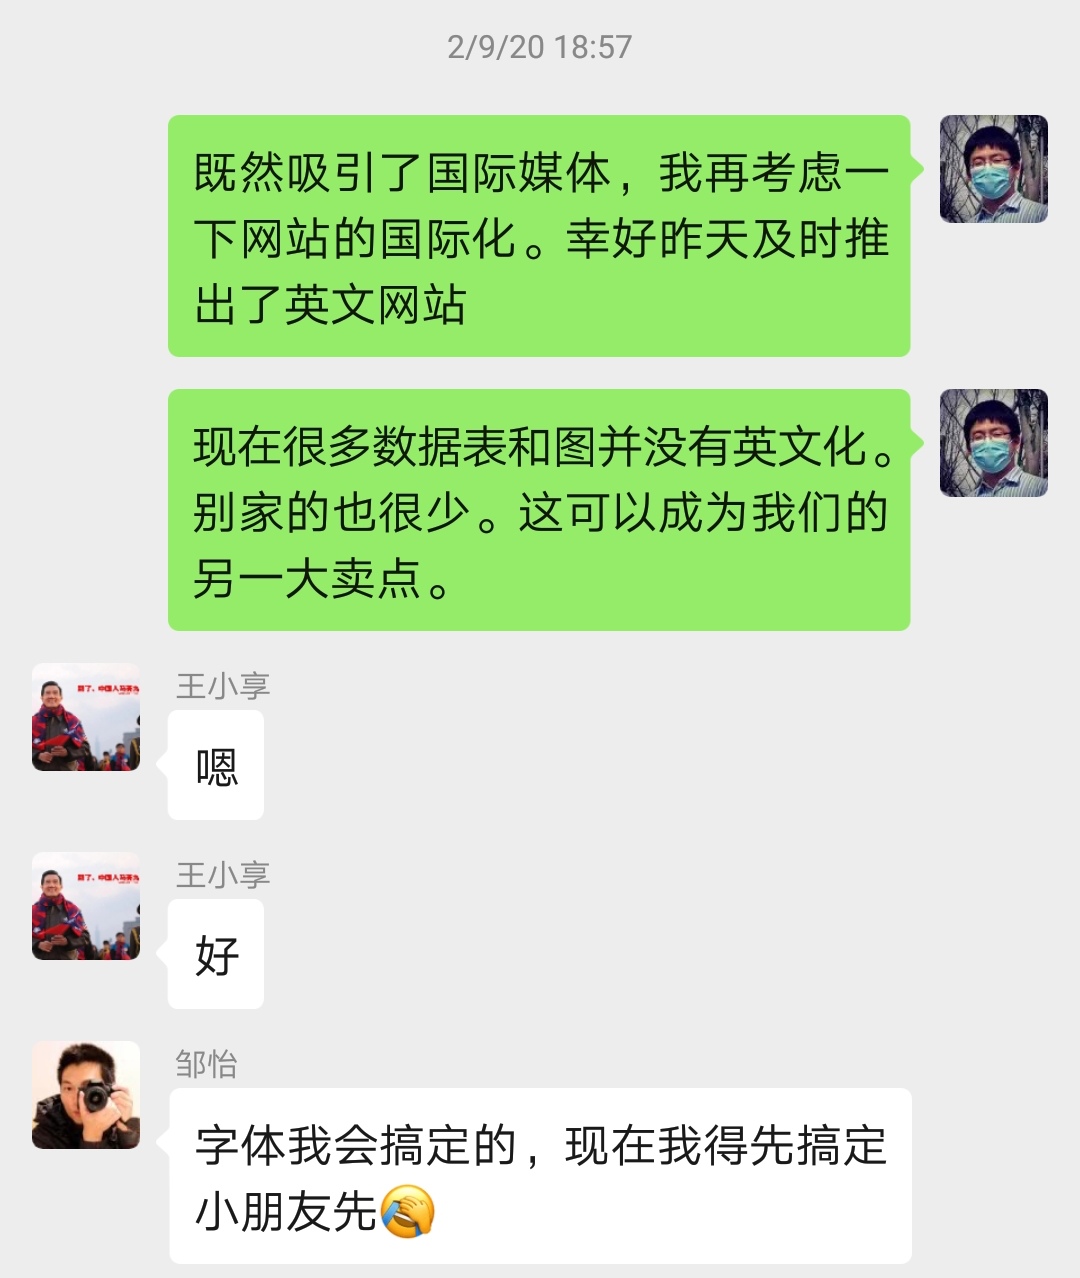 2/9/20 18:57
既然吸引了国际媒体，我再考虑一
下网站的国际化。幸好昨天及时推
出了英文网站
现在很多数据表和图并没有英文化。
别家的也很少。这可以成为我们的
另一大卖点。
王小享
嗯
王小享
好
邹怡
字体我会搞定的，现在我得先搞定
小朋友先🤦